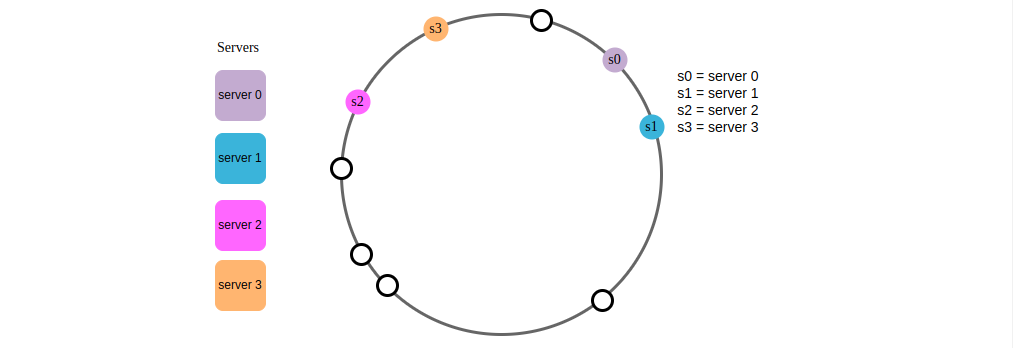 Servers
server 0
server 1
server 2
server 3
s3
s0
s2
s1
s0 = server 0
s1 = server 1
s2 = server 2
s3 = server 3